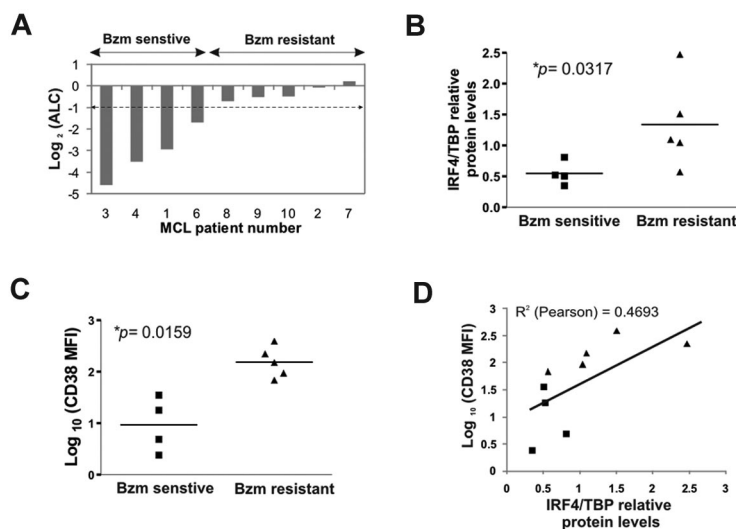 A
Bzm senstive
Bzm resistant
Log 2 (ALC)
1
0
-1
-2
-3
-4
-5
3 4 1 6 8 9 10 2 7
MCL patient number
B
*p= 0.0317
IRF4/TBP relative
protein levels
2.5
2.0
1.5
1.0
0.5
0.0
Bzm sensitive
Bzm resistant
C
*p= 0.0159
Log 10 (CD38 MFI)
3
2
1
0
Bzm senstive
Bzm resistant
D
R² (Pearson) = 0.4693
Log 10 (CD38 MFI)
3
2.5
2
1.5
1
0.5
0
0 0.5 1 1.5 2 2.5 3
IRF4/TBP relative
protein levels